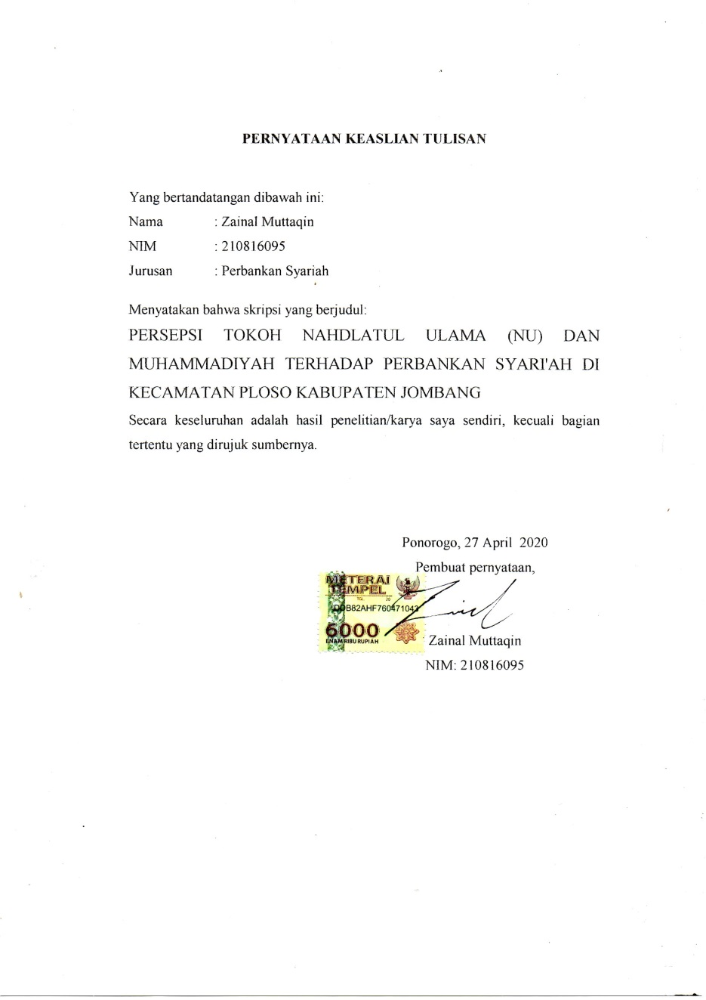 PERNYATAAN KEASLIAN TULISAN
Yang bertandatangan dibawah ini:
Nama : Zainal Muttaqin
NIM : 210816095
Jurusan : Perbankan Syariah
Menyatakan bahwa skripsi yang berjudul:
PERSEPSI TOKOH NAHDLATUL ULAMA (NU) DAN
MUHAMMADIYAH TERHADAP PERBANKAN SYARI'AH DI
KECAMATAN PLOSO KABUPATEN JOMBANG
Secara keseluruhan adalah hasil penelitian/karya saya sendiri, kecuali bagian
tertentu yang dirujuk sumbernya.
Ponorogo, 27 April 2020
Pembuat pernyataan,
METERAI
TEMPEL
TGL. 20
6000
ENAM RIBU RUPIAH
Zainal Muttaqin
NIM: 210816095